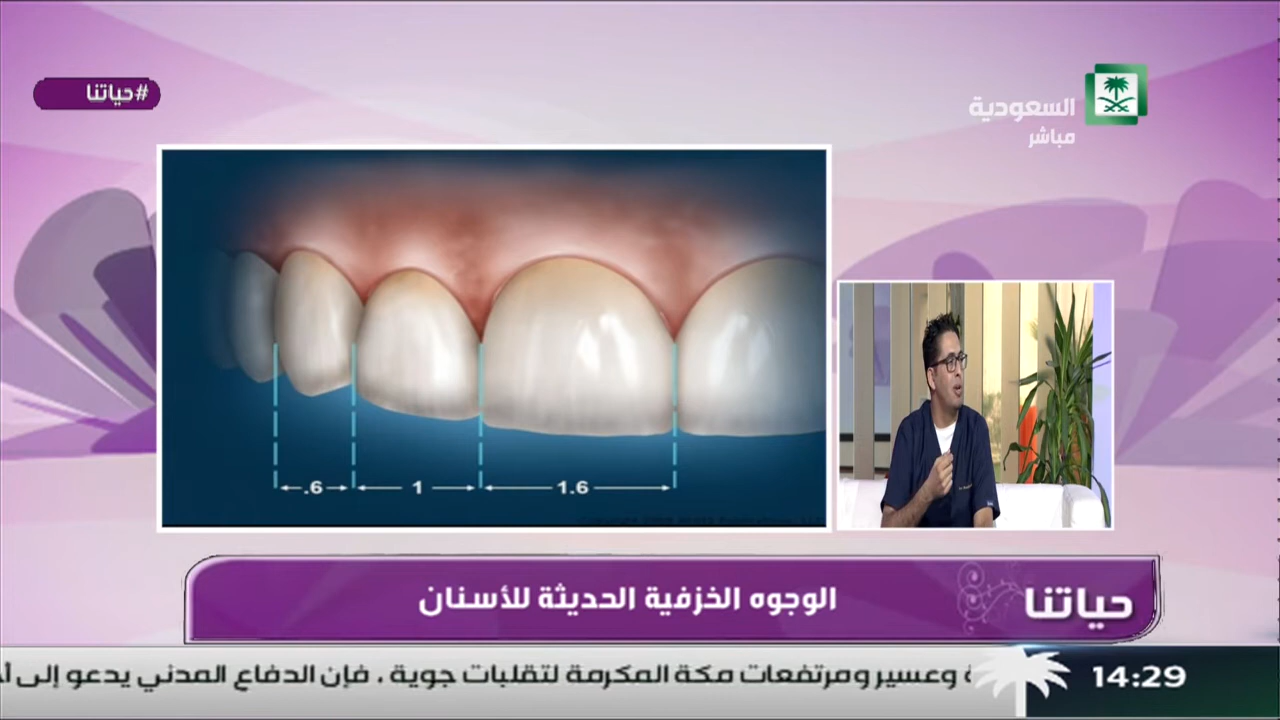 #حياتنا
السعودية
مباشر
.6
1
1.6
الوجوه الخزفية الحديثة للأسنان
حياتنا
وعسير ومرتفعات مكة المكرمة لتقلبات جوية ، فإن الدفاع المدني يدعو إلى
14:29